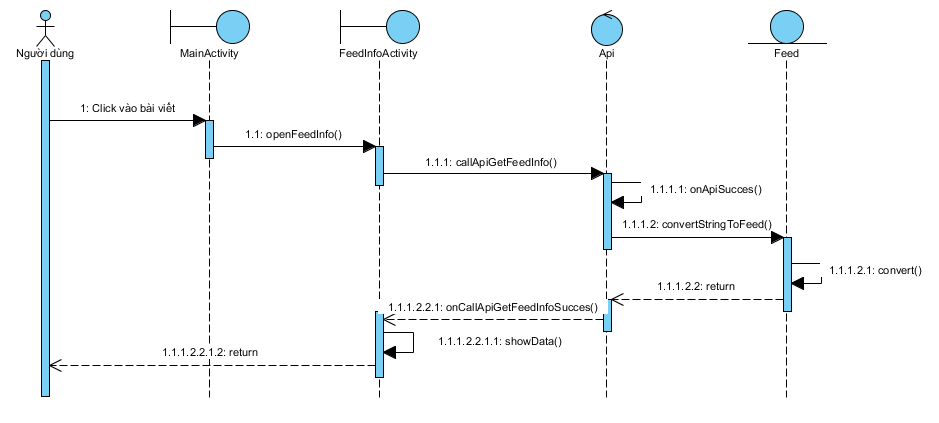 Người dùng
MainActivity
FeedInfoActivity
Api
Feed
1: Click vào bài viết
1.1: openFeedInfo()
1.1.1: callApiGetFeedInfo()
1.1.1.1: onApiSucces()
1.1.1.2: convertStringToFeed()
1.1.1.2.1: convert()
1.1.1.2.2: return
1.1.1.2.2.1: onCallApiGetFeedInfoSucces()
1.1.1.2.2.1.1: showData()
1.1.1.2.2.1.2: return